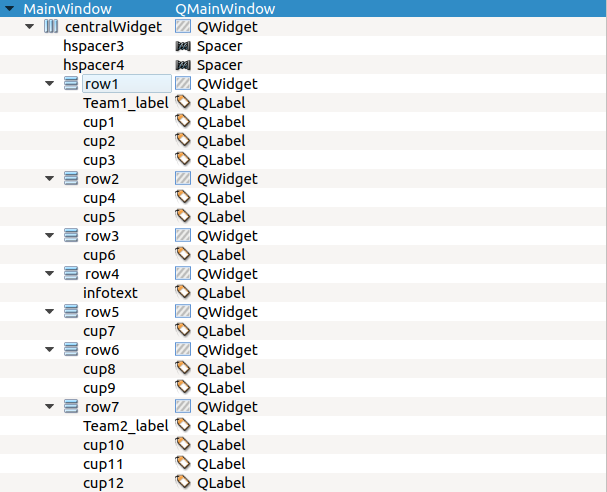 MainWindow QMainWindow
centralWidget QWidget
hspacer3 Spacer
hspacer4 Spacer
row1 QWidget
Team1_label QLabel
cup1 QLabel
cup2 QLabel
cup3 QLabel
row2 QWidget
cup4 QLabel
cup5 QLabel
row3 QWidget
cup6 QLabel
row4 QWidget
infotext QLabel
row5 QWidget
cup7 QLabel
row6 QWidget
cup8 QLabel
cup9 QLabel
row7 QWidget
Team2_label QLabel
cup10 QLabel
cup11 QLabel
cup12 QLabel